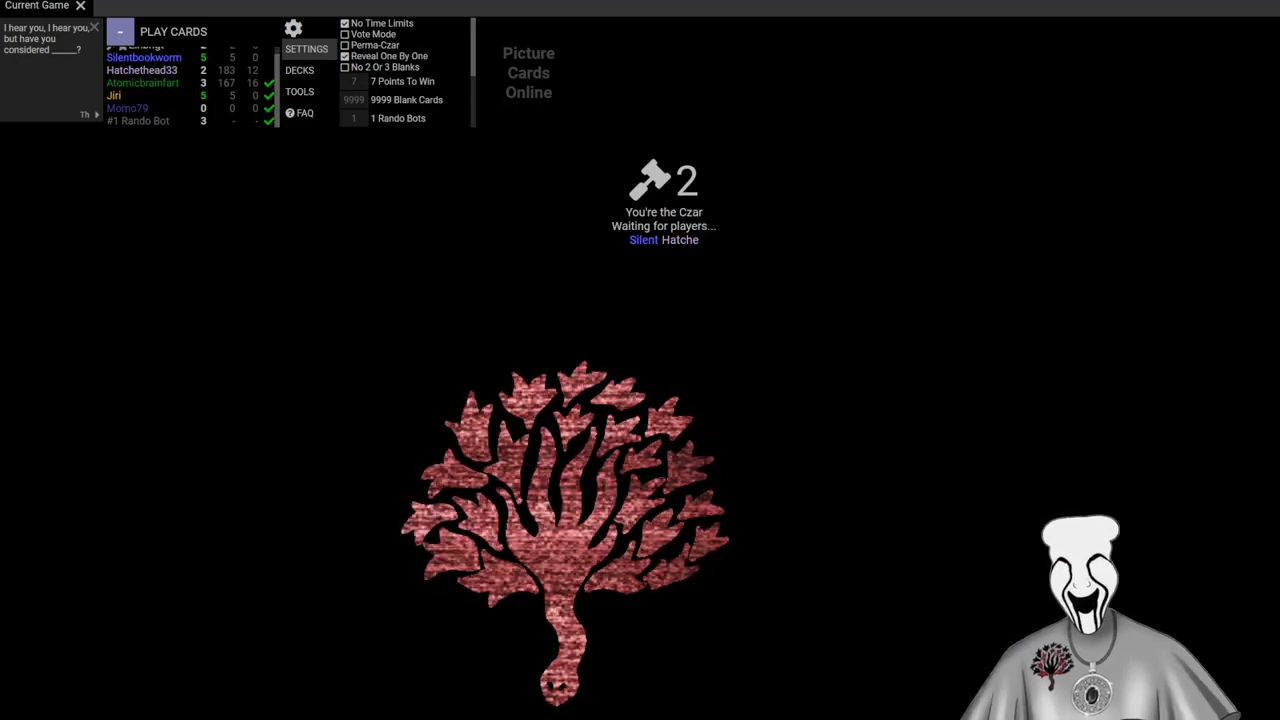 Current Game
I hear you, I hear you,
but have you
considered _____?
Th
- PLAY CARDS
Silentbookworm 5 5 0
Hatchethead33 2 183 12
Atomicbrainfart 3 167 16
Jiri 5 5 0
Momo79 0 0 0
#1 Rando Bot 3 - -
SETTINGS
DECKS
TOOLS
FAQ
No Time Limits
Vote Mode
Perma-Czar
Reveal One By One
No 2 Or 3 Blanks
7 7 Points To Win
9999 9999 Blank Cards
1 1 Rando Bots
Picture
Cards
Online
2
You're the Czar
Waiting for players...
Silent Hatche